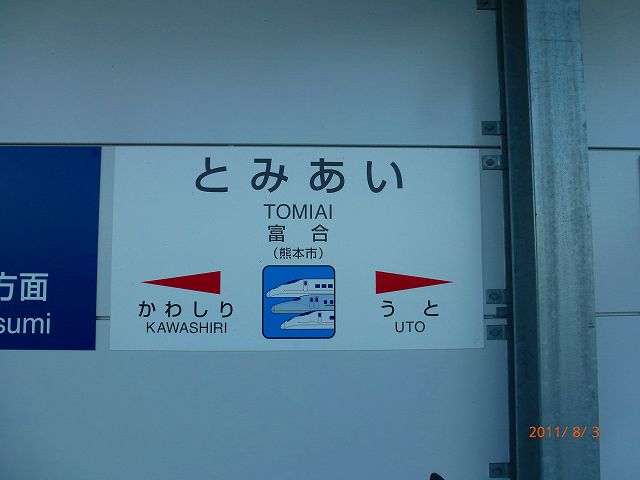 とみあい
TOMIAI
富合
(熊本市)
かわしり
KAWASHIRI
うと
UTO
方面
sumi
2011/ 8/ 3